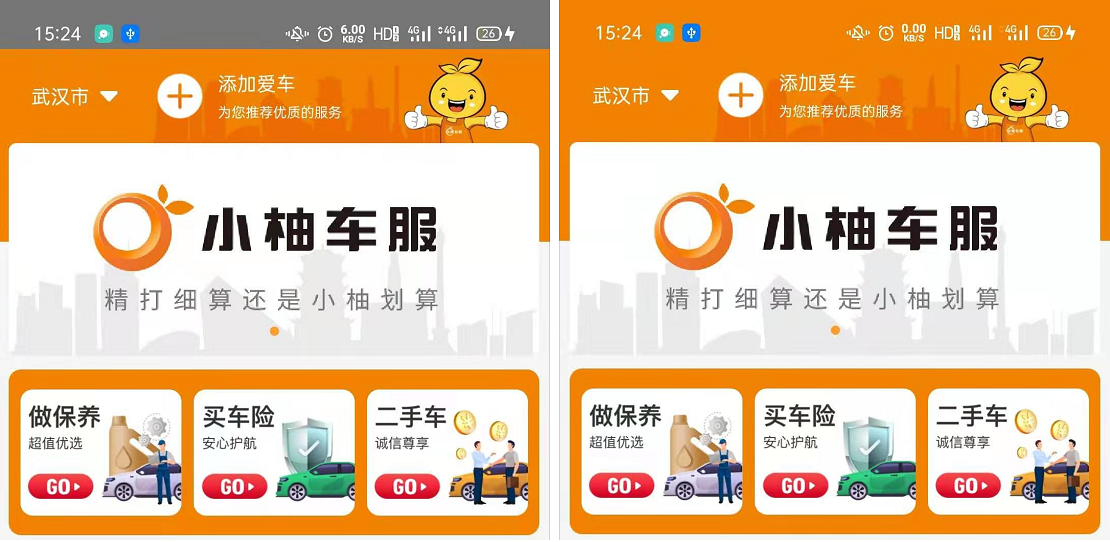 15:24 6.00 KB/S HD 4G 4G 26
武汉市
添加爱车
为您推荐优质的服务
小柚车服
精打细算还是小柚划算
做保养
超值优选
GO
买车险
安心护航
GO
二手车
诚信尊享
GO
15:24 0.00 KB/S HD 4G 4G 26
武汉市
添加爱车
为您推荐优质的服务
小柚车服
精打细算还是小柚划算
做保养
超值优选
GO
买车险
安心护航
GO
二手车
诚信尊享
GO